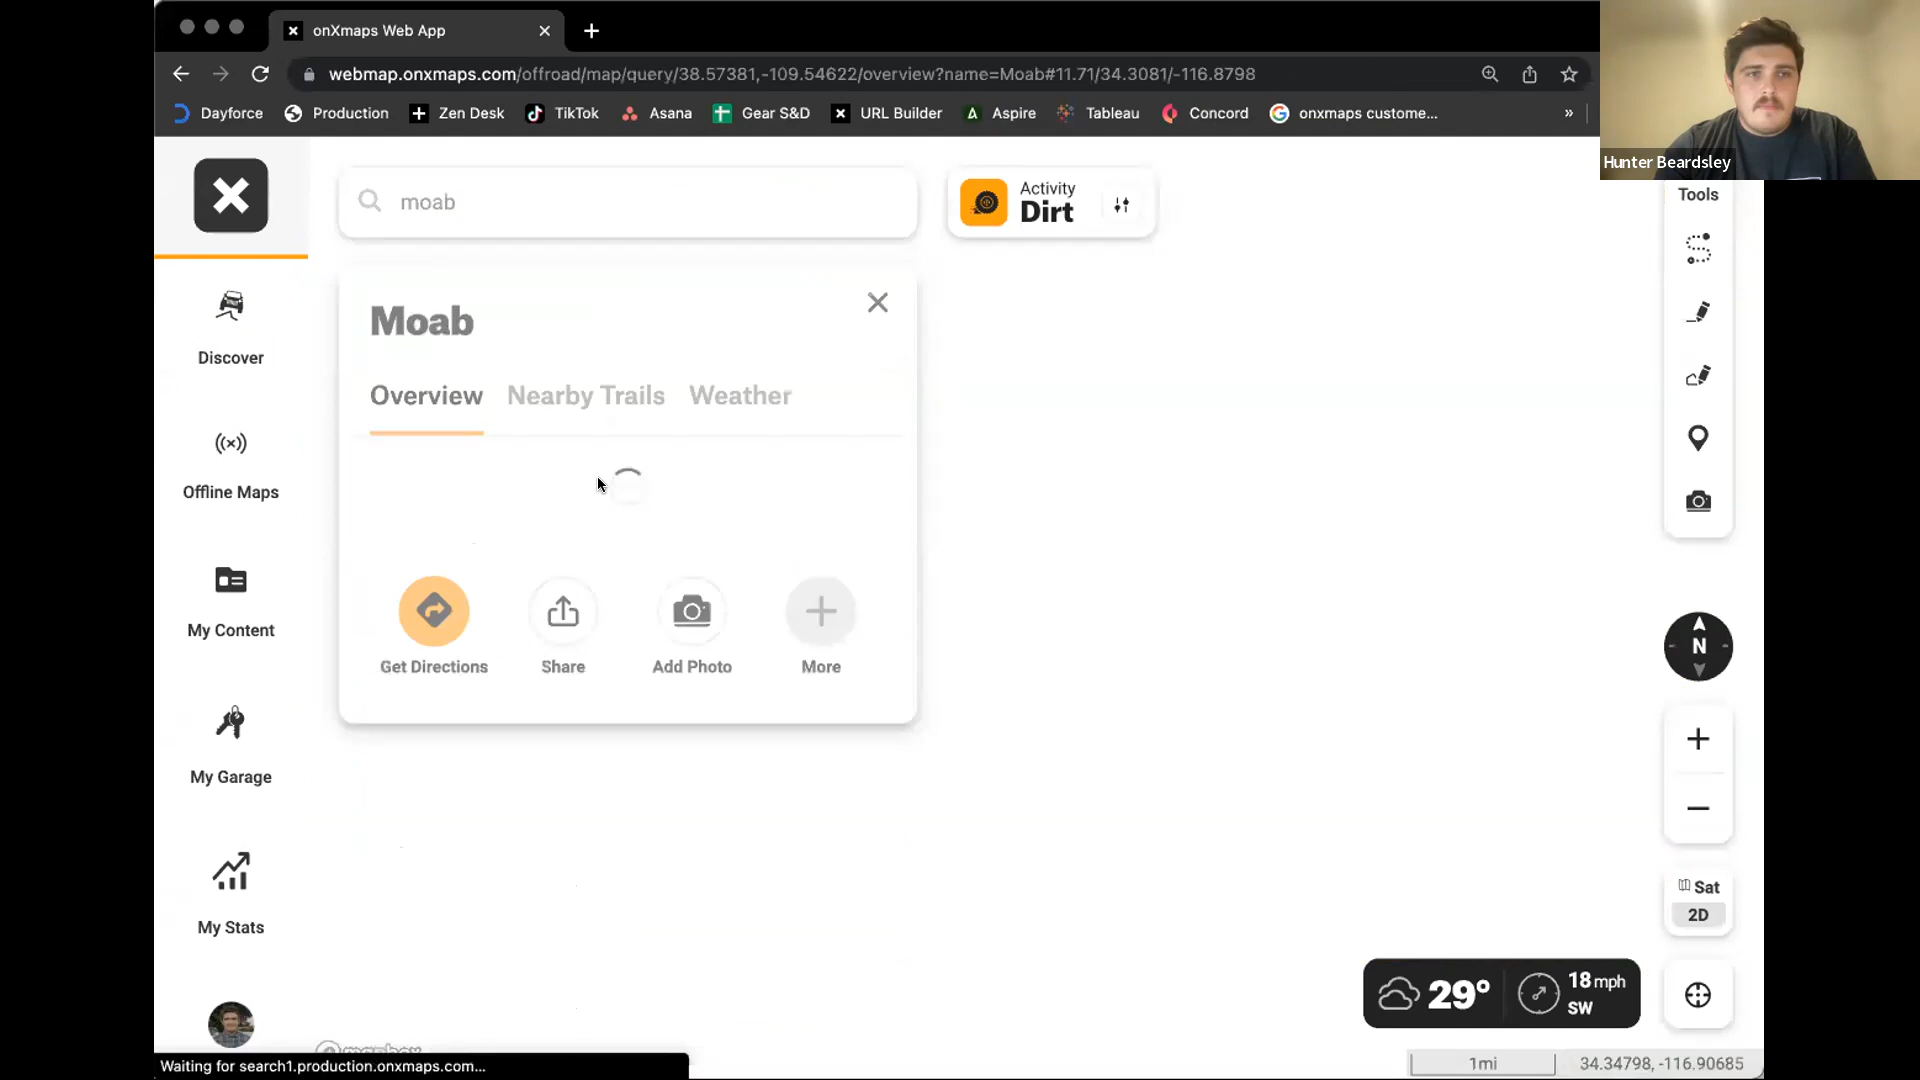 onXmaps Web App
webmap.onxmaps.com/offroad/map/query/38.57381,-109.54622/overview?name=Moab#11.71/34.3081/-116.8798
Dayforce Production Zen Desk TikTok Asana Gear S&D URL Builder Aspire Tableau Concord onxmaps custome... »
Hunter Beardsley
moab
Activity
Dirt
Tools
Moab
Overview Nearby Trails Weather
Discover
Offline Maps
My Content
My Garage
My Stats
Get Directions Share Add Photo More
N
Sat
2D
29° 18 mph
SW
mapbox
Waiting for search1.production.onxmaps.com...
1mi 34.34798, -116.90685